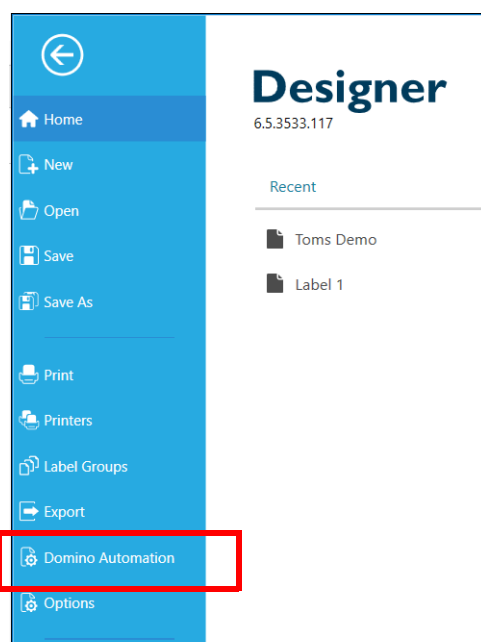 Home
New
Open
Save
Save As
Print
Printers
Label Groups
Export
Domino Automation
Options
Designer
6.5.3533.117
Recent
Toms Demo
Label 1